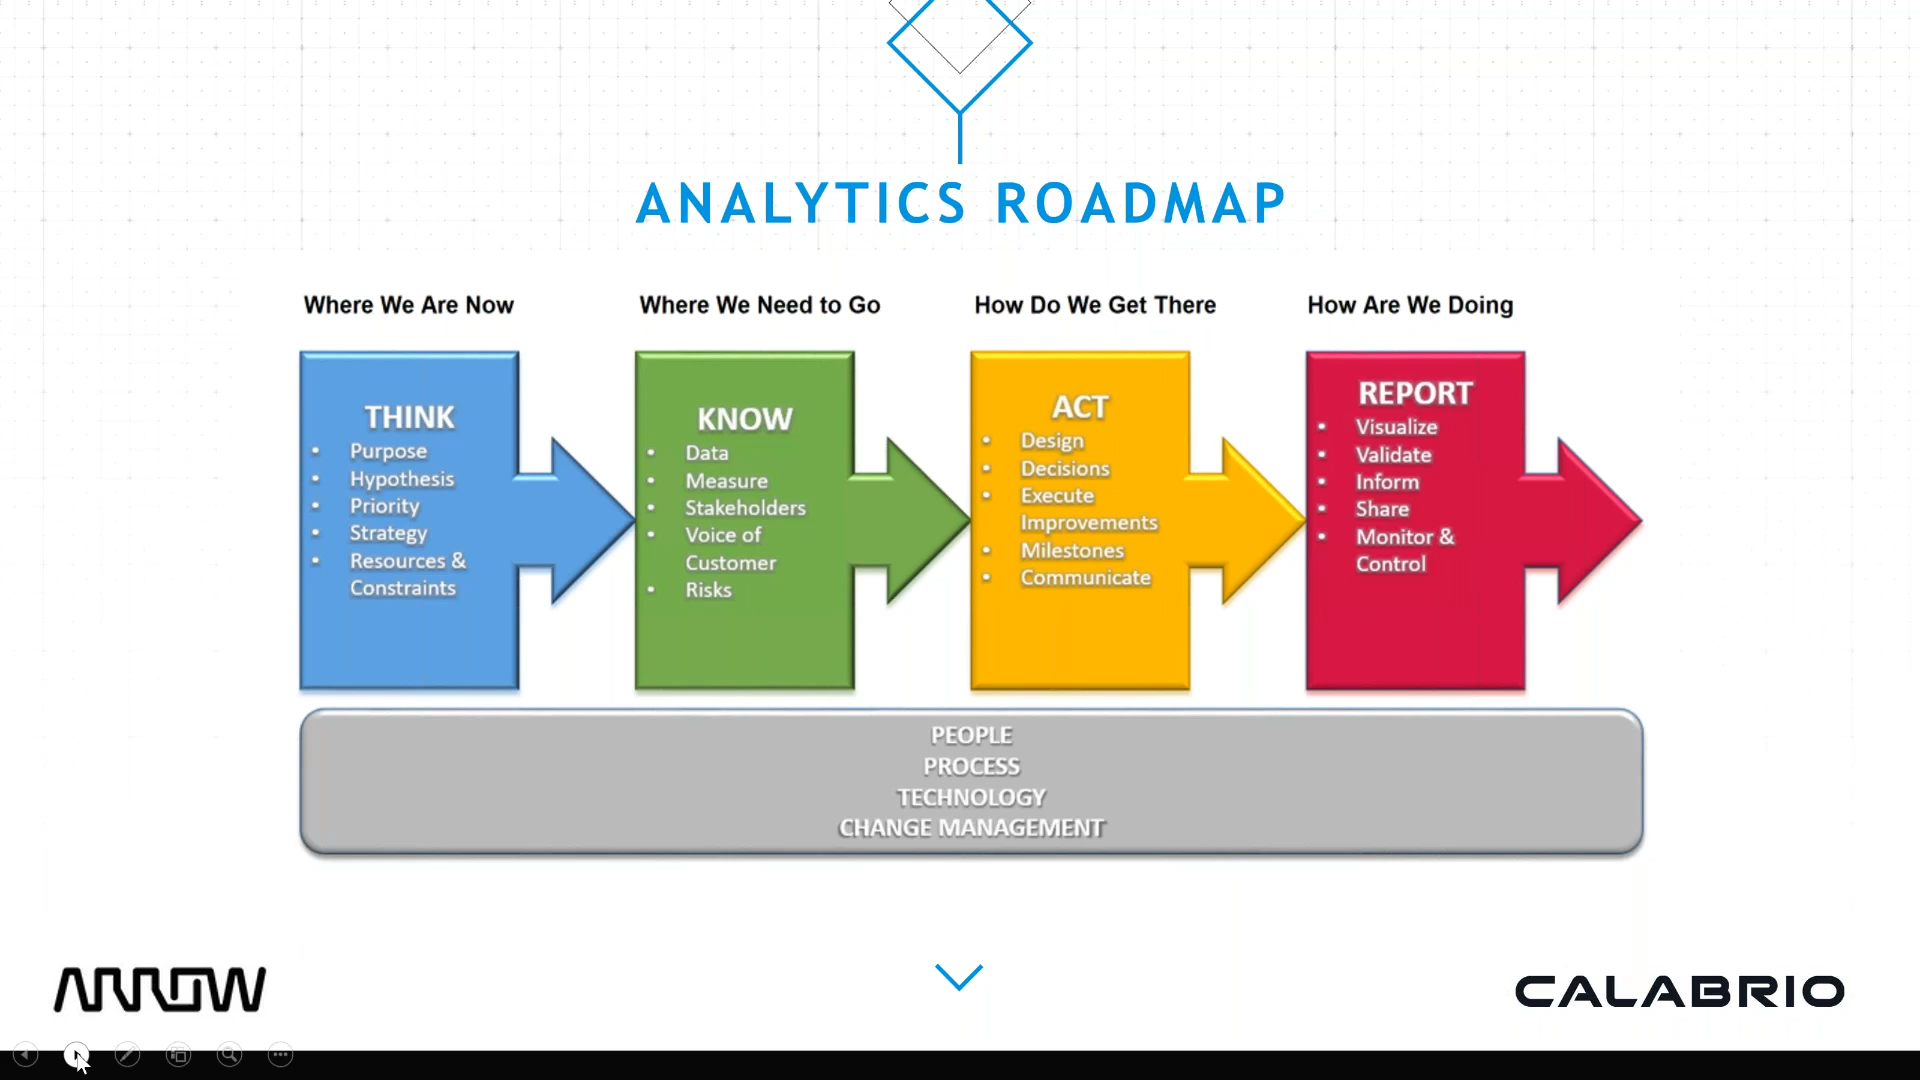 ANALYTICS ROADMAP
Where We Are Now
Where We Need to Go
How Do We Get There
How Are We Doing
THINK
• Purpose
• Hypothesis
• Priority
• Strategy
• Resources &
Constraints
KNOW
• Data
• Measure
• Stakeholders
• Voice of
Customer
• Risks
ACT
• Design
• Decisions
• Execute
Improvements
• Milestones
• Communicate
REPORT
• Visualize
• Validate
• Inform
• Share
• Monitor &
Control
PEOPLE
PROCESS
TECHNOLOGY
CHANGE MANAGEMENT
ARROW
CALABRIO